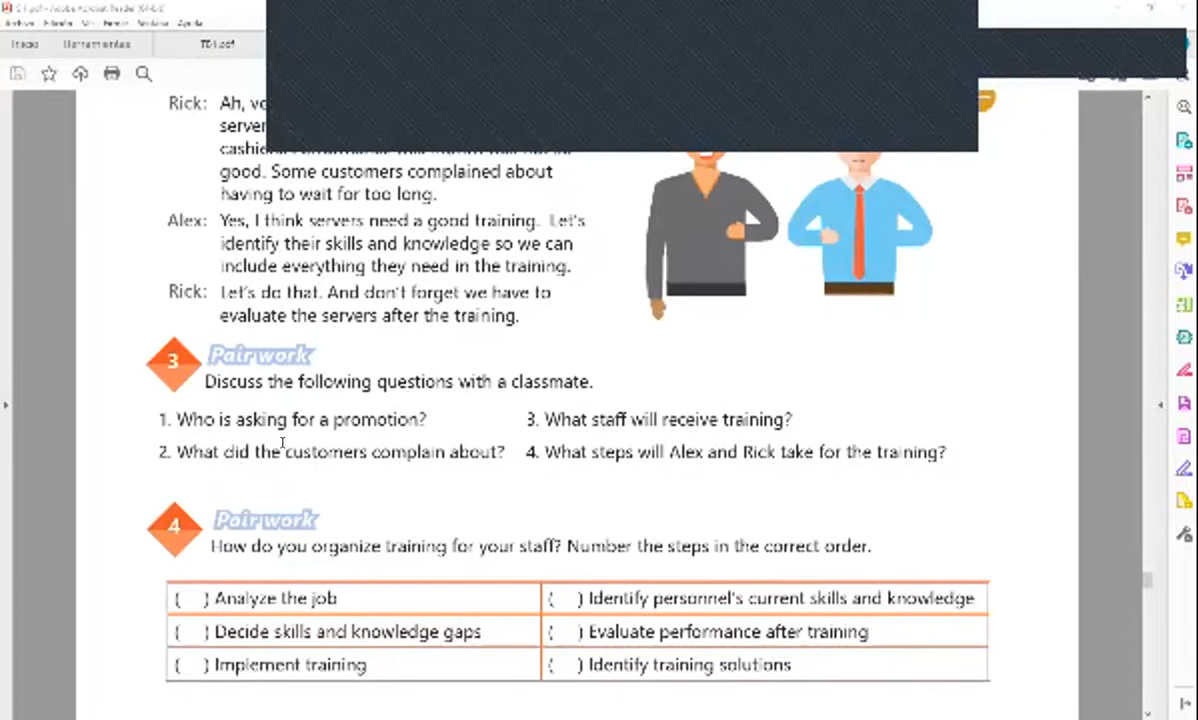 Inicio Herramientas
Rick: Ah,
server
good. Some customers complained about
having to wait for too long.
Alex: Yes, I think servers need a good training. Let's
identify their skills and knowledge so we can
include everything they need in the training.
Rick: Let's do that. And don't forget we have to
evaluate the servers after the training.
3 Pair work
Discuss the following questions with a classmate.
1. Who is asking for a promotion? 3. What staff will receive training?
2. What did the customers complain about? 4. What steps will Alex and Rick take for the training?
4 Pair work
How do you organize training for your staff? Number the steps in the correct order.
( ) Analyze the job ( ) Identify personnel's current skills and knowledge
( ) Decide skills and knowledge gaps ( ) Evaluate performance after training
( ) Implement training ( ) Identify training solutions